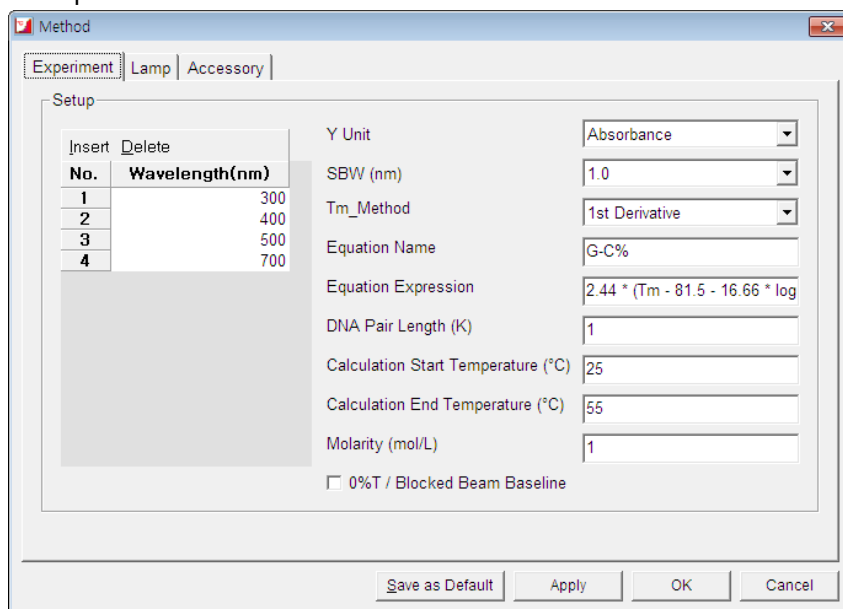 Method
Experiment Lamp Accessory
Setup
Insert Delete
No. Wavelength(nm)
1 300
2 400
3 500
4 700
Y Unit Absorbance
SBW (nm) 1.0
Tm_Method 1st Derivative
Equation Name G-C%
Equation Expression 2.44 * (Tm - 81.5 - 16.66 * log
DNA Pair Length (K) 1
Calculation Start Temperature (°C) 25
Calculation End Temperature (°C) 55
Molarity (mol/L) 1
0%T / Blocked Beam Baseline
Save as Default Apply OK Cancel